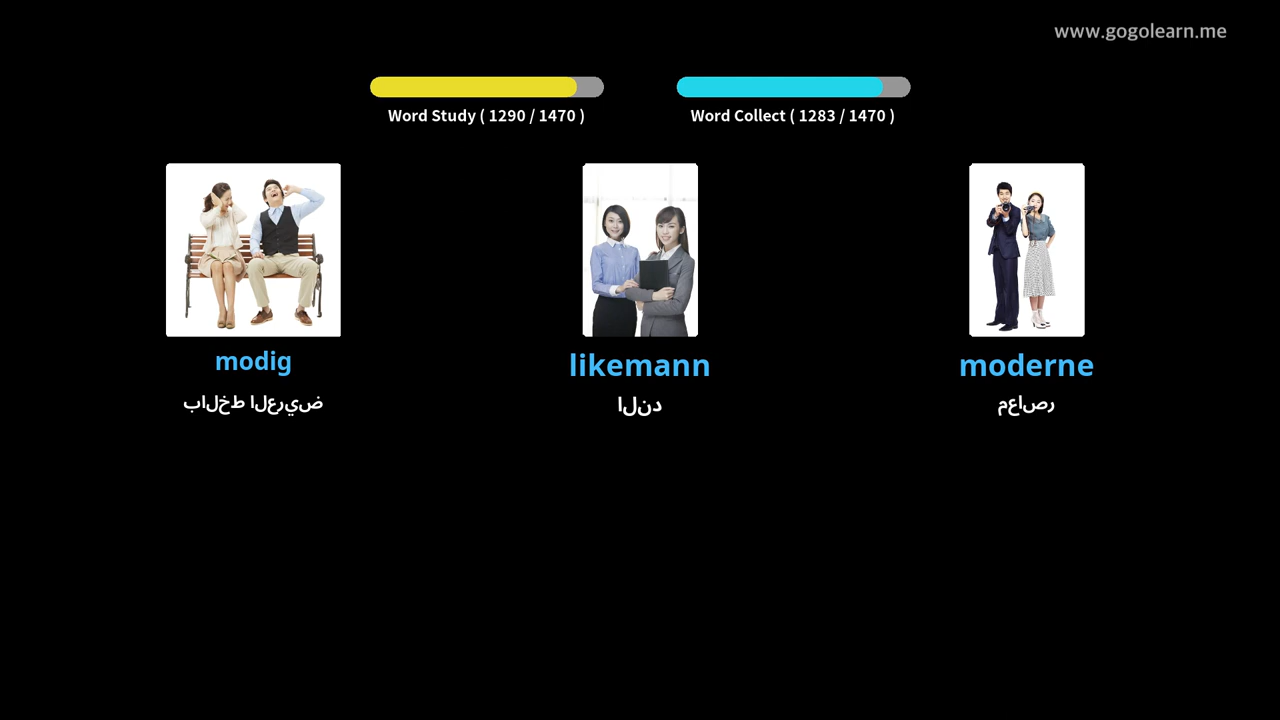 www.gogolearn.me
Word Study ( 1290 / 1470 )
Word Collect ( 1283 / 1470 )
modig
likemann
moderne
بالخط العريض
الند
معاصر